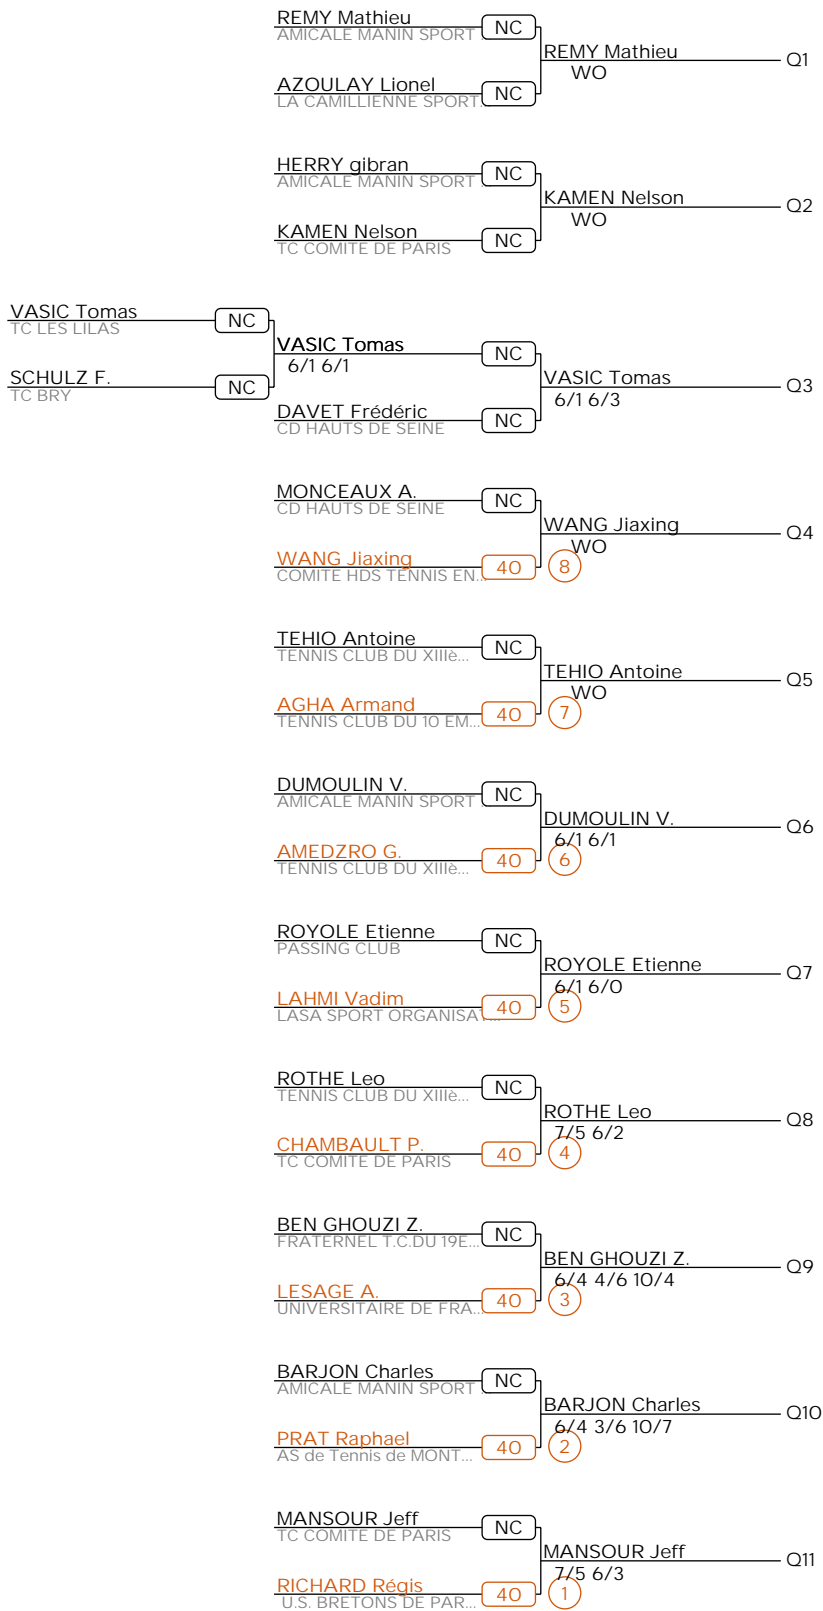 REMY Mathieu
AMICALE MANIN SPORT
NC
REMY Mathieu
WO
Q1
AZOULAY Lionel
LA CAMILLIENNE SPORT...
NC
HERRY gibran
AMICALE MANIN SPORT ...
NC
KAMEN Nelson
WO
Q2
KAMEN Nelson
TC COMITE DE PARIS
NC
VASIC Tomas
TC LES LILAS
NC
VASIC Tomas
6/1 6/1
NC
SCHULZ F.
TC BRY
NC
VASIC Tomas
6/1 6/3
Q3
DAVET Frédéric
CD HAUTS DE SEINE
NC
MONCEAUX A.
CD HAUTS DE SEINE
NC
WANG Jiaxing
WO
Q4
WANG Jiaxing
COMITE HDS TENNIS EN...
40
8
TEHIO Antoine
TENNIS CLUB DU XIIIè...
NC
TEHIO Antoine
WO
Q5
AGHA Armand
TENNIS CLUB DU 10 EM...
40
7
DUMOULIN V.
AMICALE MANIN SPORT ...
NC
DUMOULIN V.
6/1 6/1
Q6
AMEDZRO G.
TENNIS CLUB DU XIIIè...
40
6
ROYOLE Etienne
PASSING CLUB
NC
ROYOLE Etienne
6/1 6/0
Q7
LAHMI Vadim
LASA SPORT ORGANISAT...
40
5
ROTHE Leo
TENNIS CLUB DU XIIIè...
NC
ROTHE Leo
7/5 6/2
Q8
CHAMBAULT P.
TC COMITE DE PARIS
40
4
BEN GHOUZI Z.
FRATERNEL T.C.DU 19E...
NC
BEN GHOUZI Z.
6/4 4/6 10/4
Q9
LESAGE A.
UNIVERSITAIRE DE FRA...
40
3
BARJON Charles
AMICALE MANIN SPORT ...
NC
BARJON Charles
6/4 3/6 10/7
Q10
PRAT Raphael
AS de Tennis de MONT...
40
2
MANSOUR Jeff
TC COMITE DE PARIS
NC
MANSOUR Jeff
7/5 6/3
Q11
RICHARD Régis
U.S. BRETONS DE PAR...
40
1